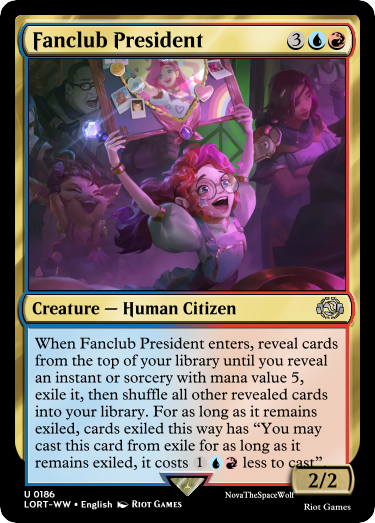 Fanclub President 3
Creature — Human Citizen
When Fanclub President enters, reveal cards
from the top of your library until you reveal
an instant or sorcery with mana value 5,
exile it, then shuffle all other revealed cards
into your library. For as long as it remains
exiled, cards exiled this way has “You may
cast this card from exile for as long as it
remains exiled, it costs 1 less to cast”
2/2
U 0186
LORT-WW • English RIOT GAMES
NovaTheSpaceWolf
Riot Games